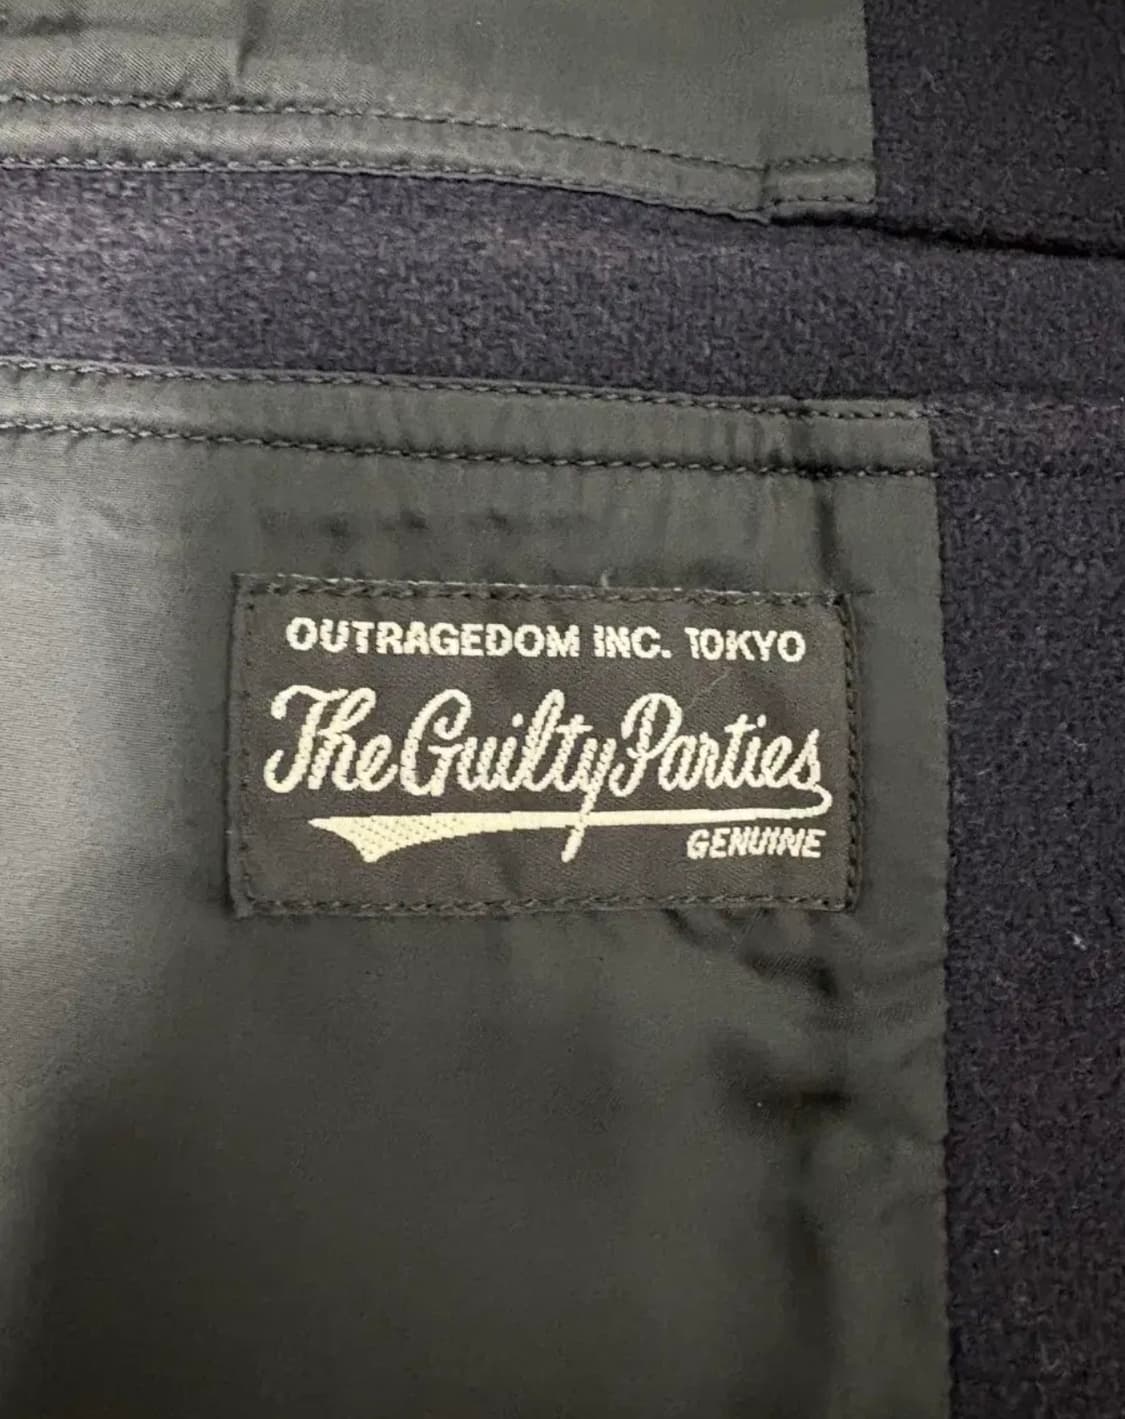 OUTRAGEDOM INC. TOKYO
The Guilty Parties
GENUINE